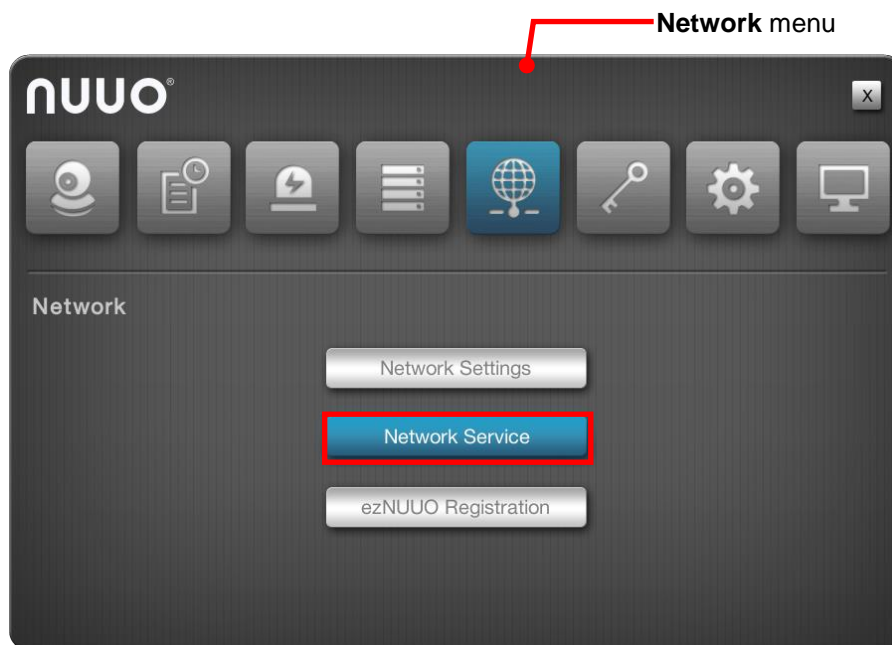 Network menu
nuuo®
X
Network
Network Settings
Network Service
ezNUUO Registration